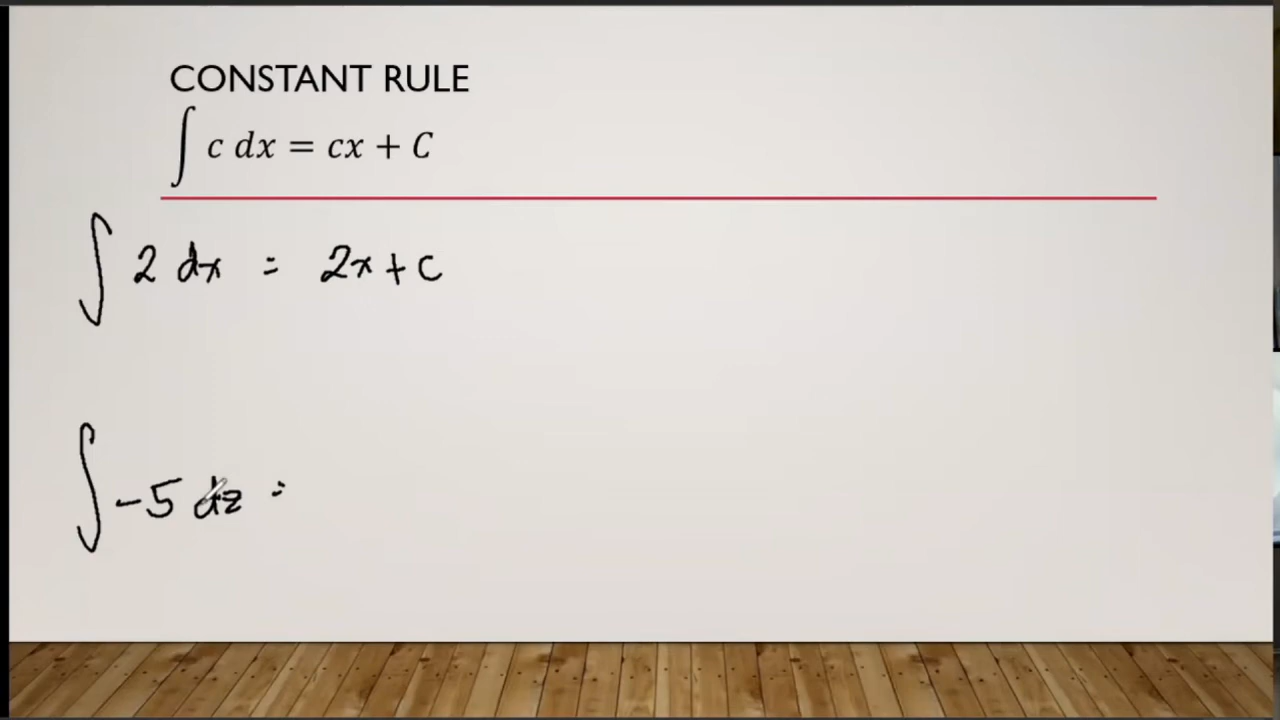 CONSTANT RULE
∫ c dx = cx + C
∫ 2 dx = 2x + c
∫ -5 dz =